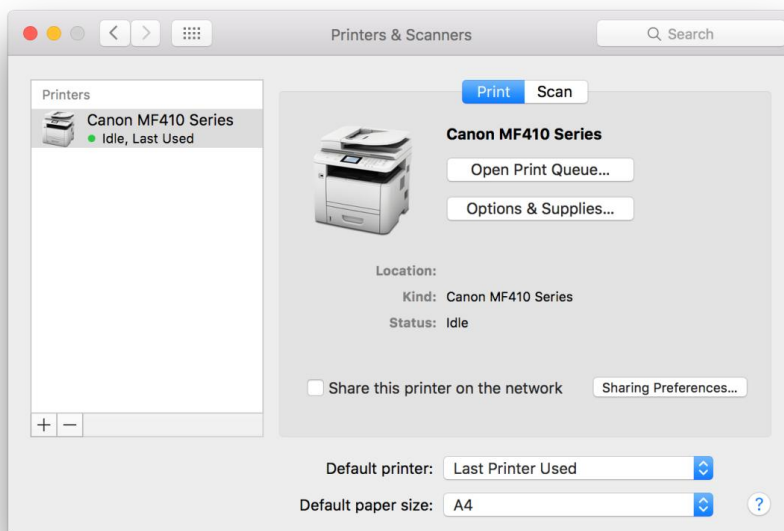 Printers & Scanners
Search
Printers
Canon MF410 Series
Idle, Last Used
Print Scan
Canon MF410 Series
Open Print Queue...
Options & Supplies...
Location:
Kind: Canon MF410 Series
Status: Idle
Share this printer on the network
Sharing Preferences...
+ −
Default printer: Last Printer Used
Default paper size: A4
?